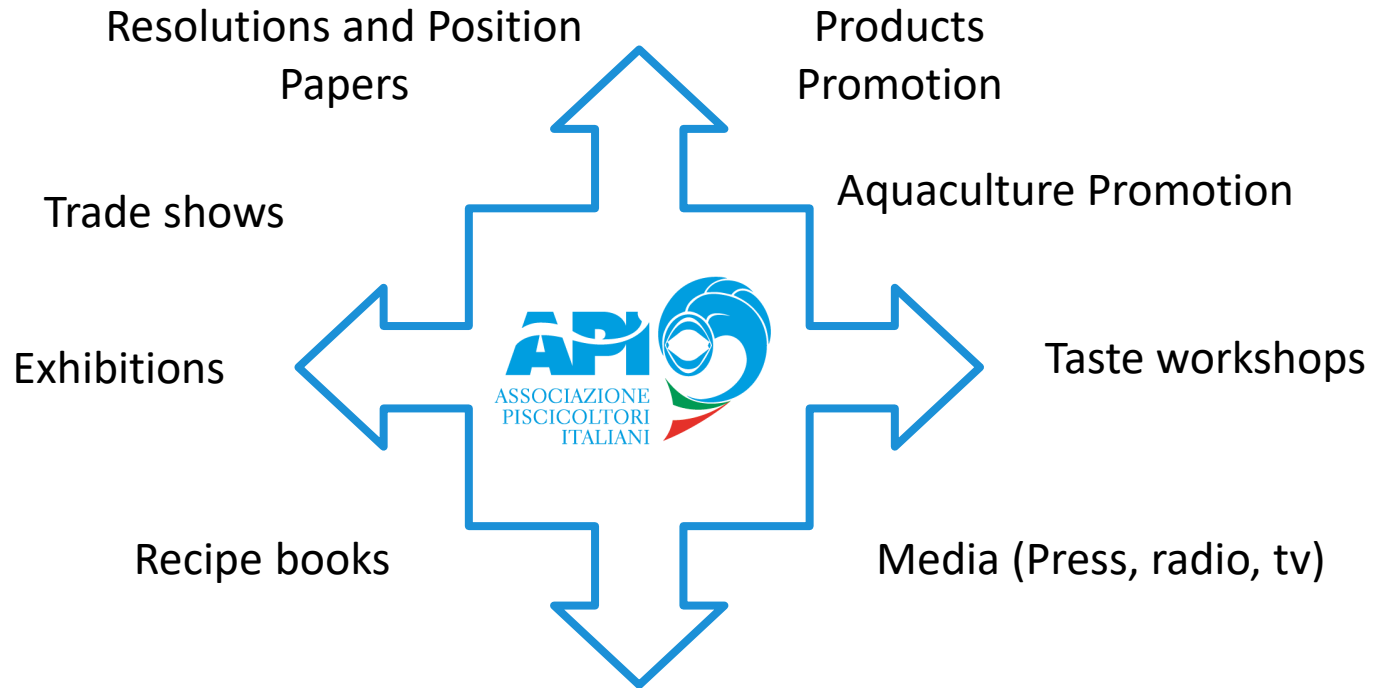 Resolutions and Position
Papers
Products
Promotion
Trade shows
Aquaculture Promotion
API
ASSOCIAZIONE
PISCICOLTORI
ITALIANI
Exhibitions
Taste workshops
Recipe books
Media (Press, radio, tv)